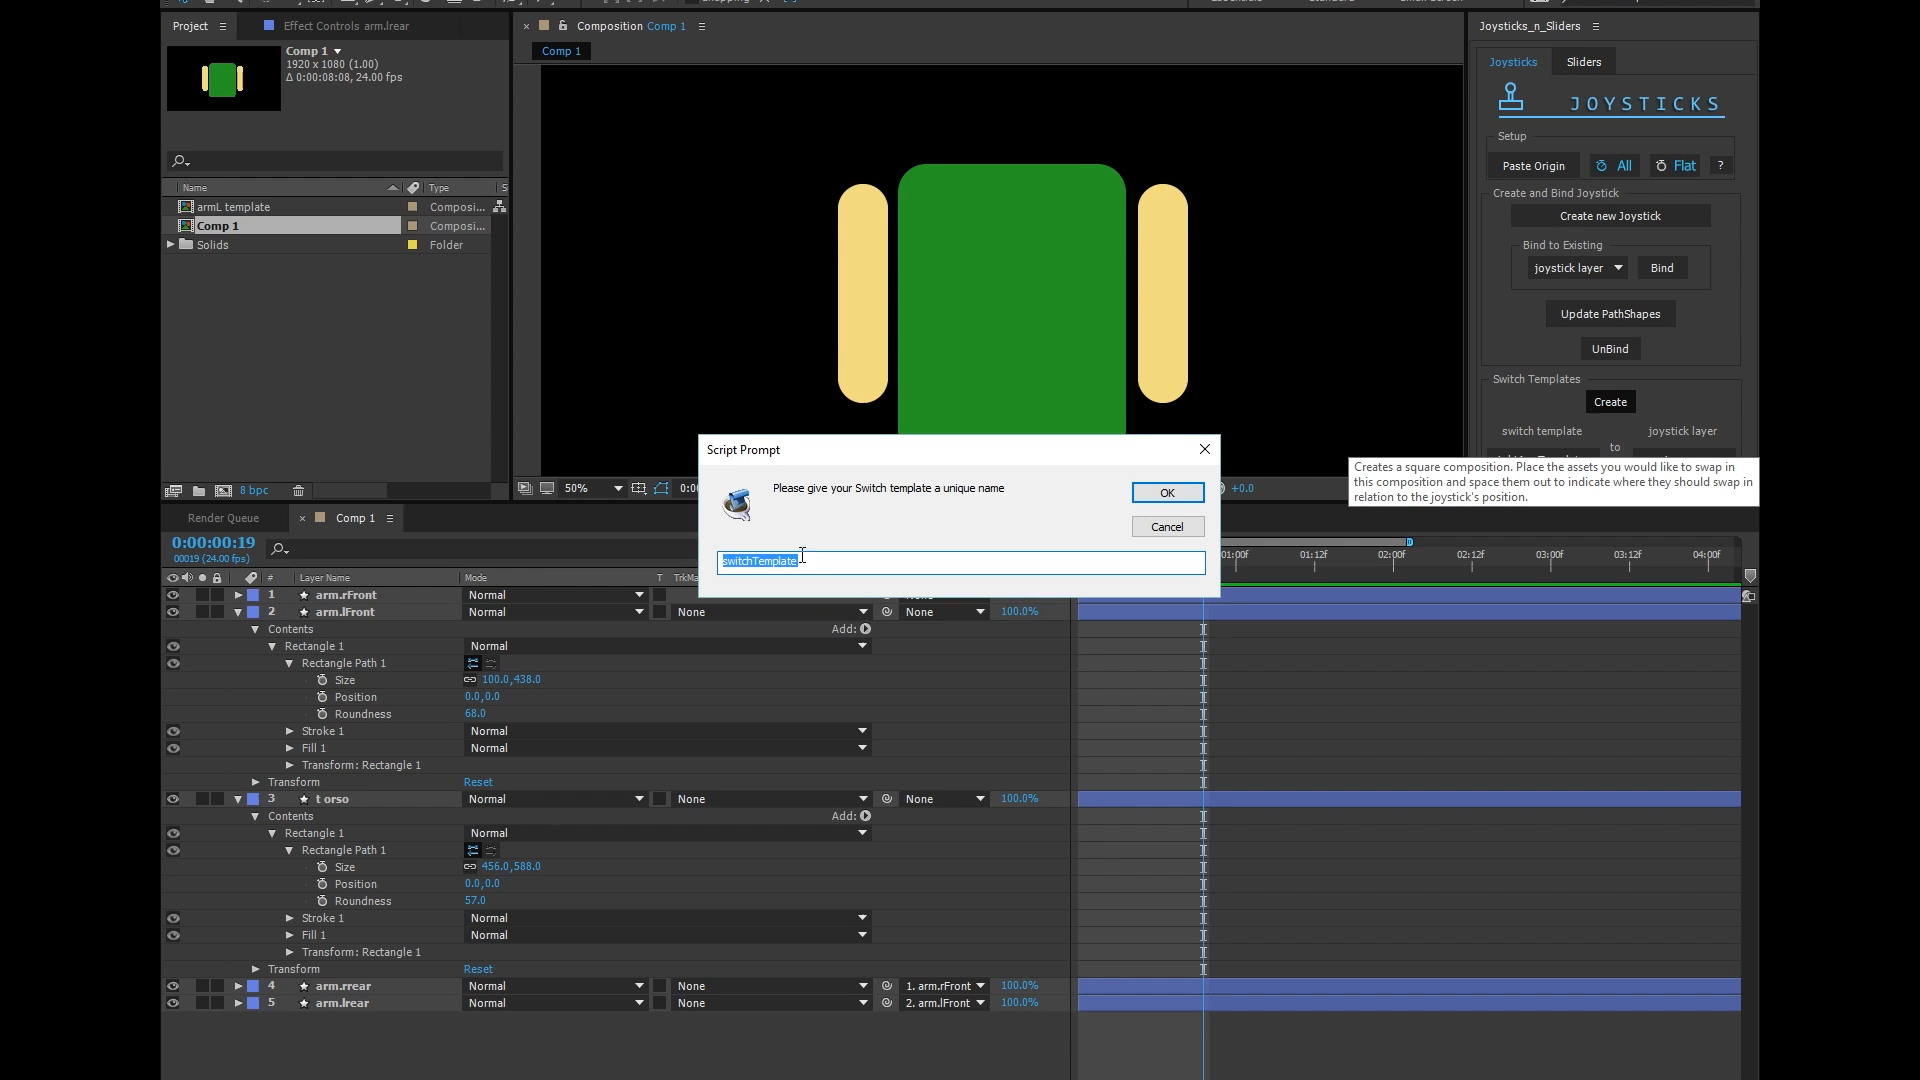 Project
Effect Controls arm.lrear
Composition Comp 1
Joysticks_n_Sliders
Comp 1
1920 x 1080 (1.00)
Δ 0:00:08:08, 24.00 fps
Comp 1
Joysticks
Sliders
JOYSTICKS
Setup
Paste Origin
All
Flat
?
Name
Type
S
Create and Bind Joystick
armL template
Composi...
Create new Joystick
Comp 1
Composi...
Solids
Folder
Bind to Existing
joystick layer
Bind
Update PathShapes
UnBind
Switch Templates
Create
switch template
joystick layer
to
Script Prompt
Please give your Switch template a unique name
OK
Cancel
switchTemplate
Creates a square composition. Place the assets you would like to swap in
this composition and space them out to indicate where they should swap in
relation to the joystick's position.
8 bpc
50%
+0.0
Render Queue
Comp 1
0:00:00:19
00019 (24.00 fps)
01:00f
01:12f
02:00f
02:12f
03:00f
03:12f
04:00f
#
Layer Name
Mode
T
TrkMa
1 arm.rFront Normal
2 arm.lFront Normal None None 100.0%
Contents Add:
Rectangle 1 Normal
Rectangle Path 1
Size 100.0,438.0
Position 0.0,0.0
Roundness 68.0
Stroke 1 Normal
Fill 1 Normal
Transform: Rectangle 1
Transform Reset
3 t orso Normal None None 100.0%
Contents Add:
Rectangle 1 Normal
Rectangle Path 1
Size 456.0,588.0
Position 0.0,0.0
Roundness 57.0
Stroke 1 Normal
Fill 1 Normal
Transform: Rectangle 1
Transform Reset
4 arm.rrear Normal None 1. arm.rFront 100.0%
5 arm.lrear Normal None 2. arm.lFront 100.0%